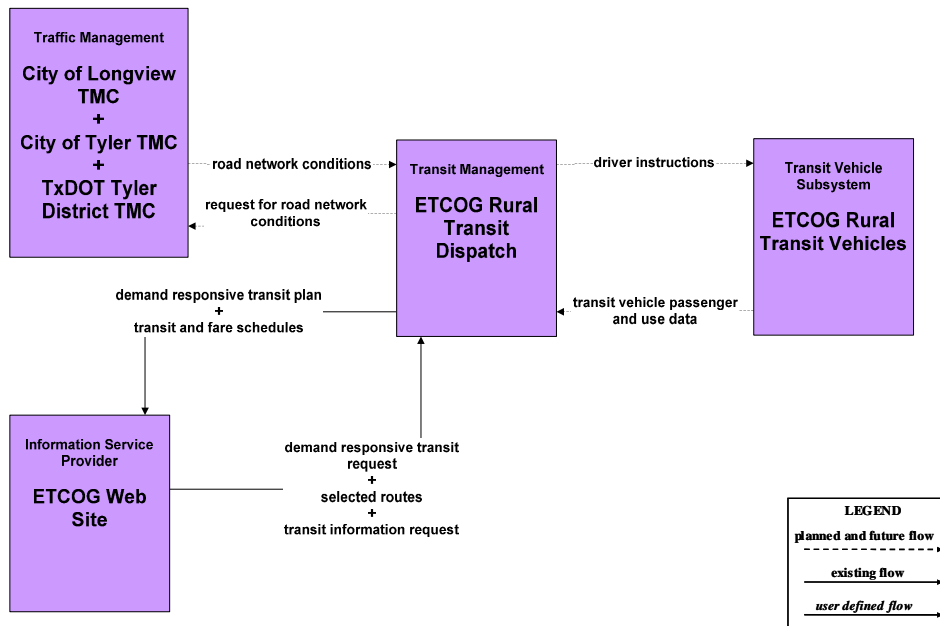 Traffic Management
City of Longview
TMC
+
City of Tyler TMC
+
TxDOT Tyler
District TMC
road network conditions
request for road network
conditions
Transit Management
ETCOG Rural
Transit
Dispatch
driver instructions
transit vehicle passenger
and use data
Transit Vehicle
Subsystem
ETCOG Rural
Transit Vehicles
demand responsive transit plan
+
transit and fare schedules
Information Service
Provider
ETCOG Web
Site
demand responsive transit
request
+
selected routes
+
transit information request
LEGEND
planned and future flow
existing flow
user defined flow